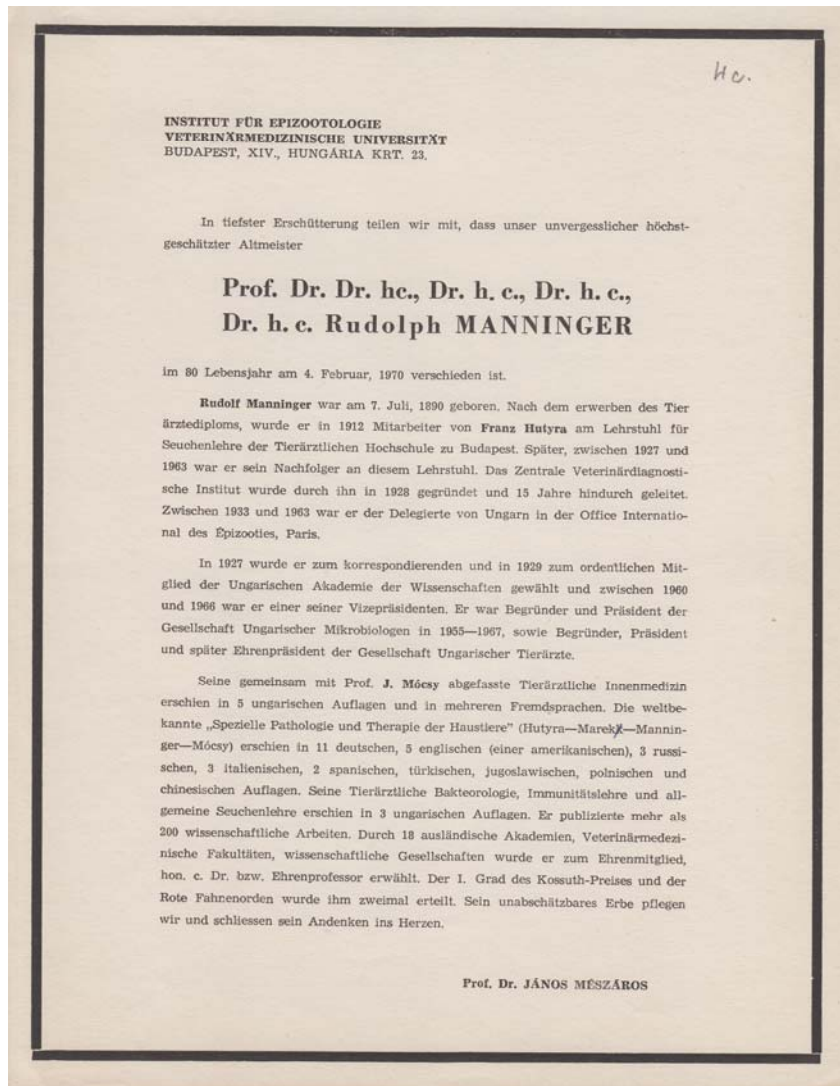 Hc.
INSTITUT FÜR EPIZOOTOLOGIE
VETERINÄRMEDIZINISCHE UNIVERSITÄT
BUDAPEST, XIV., HUNGÁRIA KRT. 23.
In tiefster Erschütterung teilen wir mit, dass unser unvergesslicher höchst-
geschätzter Altmeister
Prof. Dr. Dr. hc., Dr. h. c., Dr. h. c.,
Dr. h. c. Rudolph MANNINGER
im 80 Lebensjahr am 4. Februar, 1970 verschieden ist.
Rudolf Manninger war am 7. Juli, 1890 geboren. Nach dem erwerben des Tier
ärztediploms, wurde er in 1912 Mitarbeiter von Franz Hutyra am Lehrstuhl für
Seuchenlehre der Tierärztlichen Hochschule zu Budapest. Später, zwischen 1927 und
1963 war er sein Nachfolger an diesem Lehrstuhl. Das Zentrale Veterinärdiagnosti-
sche Institut wurde durch ihn in 1928 gegründet und 15 Jahre hindurch geleitet.
Zwischen 1933 und 1963 war er der Delegierte von Ungarn in der Office Internatio-
nal des Épizooties, Paris.
In 1927 wurde er zum korrespondierenden und in 1929 zum ordentlichen Mit-
glied der Ungarischen Akademie der Wissenschaften gewählt und zwischen 1960
und 1966 war er einer seiner Vizepräsidenten. Er war Begründer und Präsident der
Gesellschaft Ungarischer Mikrobiologen in 1955—1967, sowie Begründer, Präsident
und später Ehrenpräsident der Gesellschaft Ungarischer Tierärzte.
Seine gemeinsam mit Prof. J. Mócsy abgefasste Tierärztliche Innenmedizin
erschien in 5 ungarischen Auflagen und in mehreren Fremdsprachen. Die weltbe-
kannte „Spezielle Pathologie und Therapie der Haustiere" (Hutyra—Marek—Mannin-
ger—Mócsy) erschien in 11 deutschen, 5 englischen (einer amerikanischen), 3 russi-
schen, 3 italienischen, 2 spanischen, türkischen, jugoslawischen, polnischen und
chinesischen Auflagen. Seine Tierärztliche Bakteorologie, Immunitätslehre und all-
gemeine Seuchenlehre erschien in 3 ungarischen Auflagen. Er publizierte mehr als
200 wissenschaftliche Arbeiten. Durch 18 ausländische Akademien, Veterinärmedezi-
nische Fakultäten, wissenschaftliche Gesellschaften wurde er zum Ehrenmitglied,
hon. c. Dr. bzw. Ehrenprofessor erwählt. Der I. Grad des Kossuth-Preises und der
Rote Fahnenorden wurde ihm zweimal erteilt. Sein unabschätzbares Erbe pflegen
wir und schliessen sein Andenken ins Herzen.
Prof. Dr. JÁNOS MÉSZÁROS